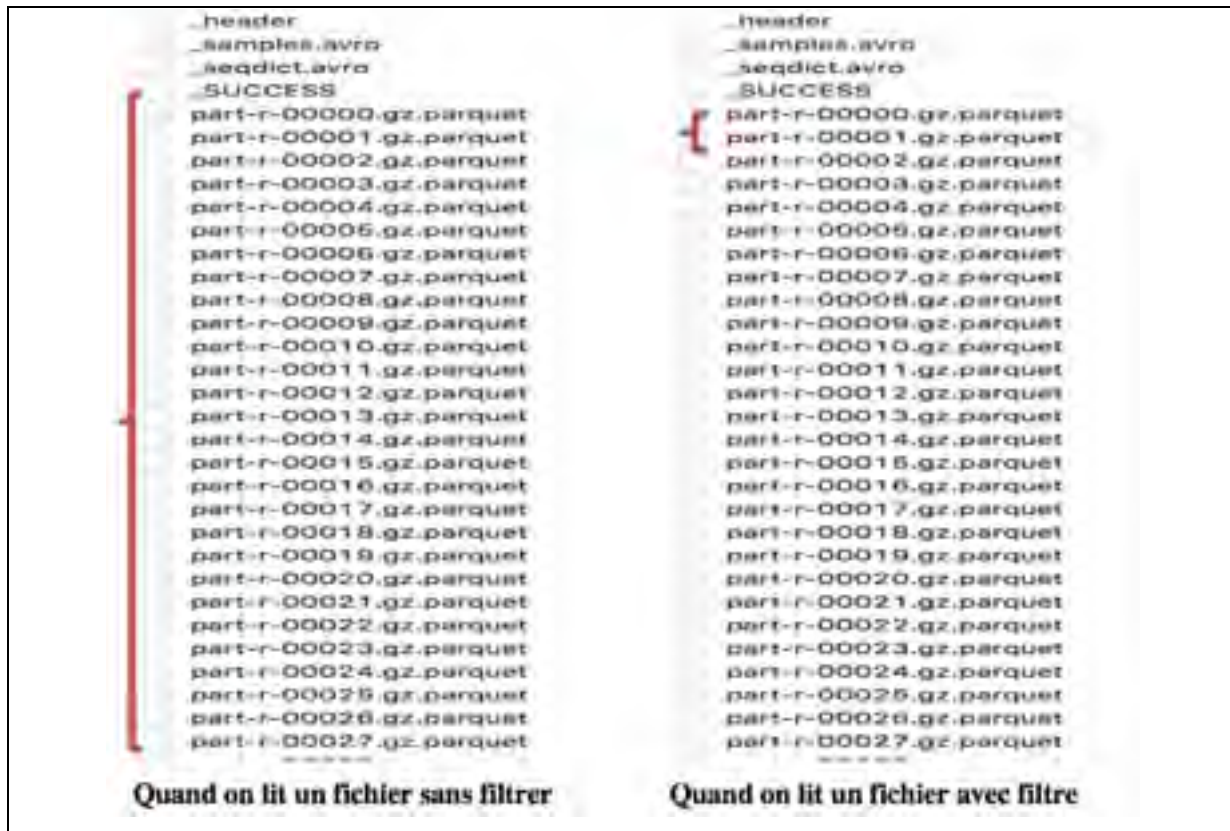 _header
_samples.avro
_seqdict.avro
_SUCCESS
part-r-00000.gz.parquet
part-r-00001.gz.parquet
part-r-00002.gz.parquet
part-r-00003.gz.parquet
part-r-00004.gz.parquet
part-r-00005.gz.parquet
part-r-00006.gz.parquet
part-r-00007.gz.parquet
part-r-00008.gz.parquet
part-r-00009.gz.parquet
part-r-00010.gz.parquet
part-r-00011.gz.parquet
part-r-00012.gz.parquet
part-r-00013.gz.parquet
part-r-00014.gz.parquet
part-r-00015.gz.parquet
part-r-00016.gz.parquet
part-r-00017.gz.parquet
part-r-00018.gz.parquet
part-r-00019.gz.parquet
part-r-00020.gz.parquet
part-r-00021.gz.parquet
part-r-00022.gz.parquet
part-r-00023.gz.parquet
part-r-00024.gz.parquet
part-r-00025.gz.parquet
part-r-00026.gz.parquet
part-r-00027.gz.parquet
Quand on lit un fichier sans filtrer
_header
_samples.avro
_seqdict.avro
_SUCCESS
part-r-00000.gz.parquet
part-r-00001.gz.parquet
part-r-00002.gz.parquet
part-r-00003.gz.parquet
part-r-00004.gz.parquet
part-r-00005.gz.parquet
part-r-00006.gz.parquet
part-r-00007.gz.parquet
part-r-00008.gz.parquet
part-r-00009.gz.parquet
part-r-00010.gz.parquet
part-r-00011.gz.parquet
part-r-00012.gz.parquet
part-r-00013.gz.parquet
part-r-00014.gz.parquet
part-r-00015.gz.parquet
part-r-00016.gz.parquet
part-r-00017.gz.parquet
part-r-00018.gz.parquet
part-r-00019.gz.parquet
part-r-00020.gz.parquet
part-r-00021.gz.parquet
part-r-00022.gz.parquet
part-r-00023.gz.parquet
part-r-00024.gz.parquet
part-r-00025.gz.parquet
part-r-00026.gz.parquet
part-r-00027.gz.parquet
Quand on lit un fichier avec filtre